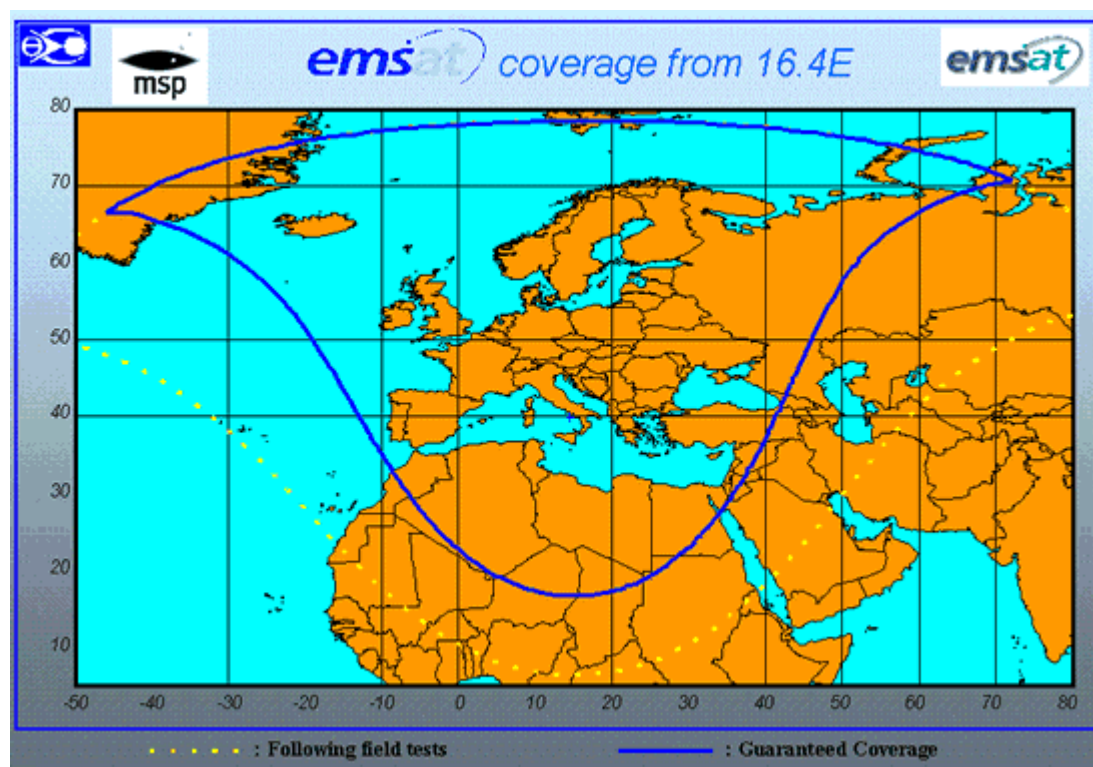 msp
emsat coverage from 16.4E
emsat
80
70
60
50
40
30
20
10
-50 -40 -30 -20 -10 0 10 20 30 40 50 60 70 80
: Following field tests : Guaranteed Coverage